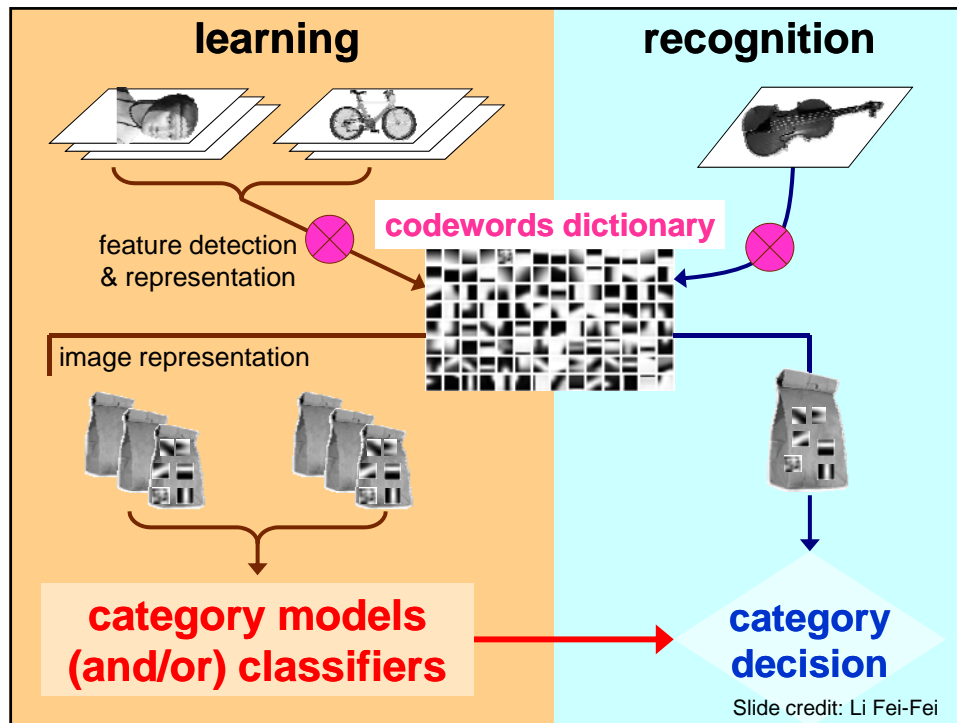 learning
recognition
codewords dictionary
feature detection
& representation
image representation
category models
(and/or) classifiers
category
decision
Slide credit: Li Fei-Fei